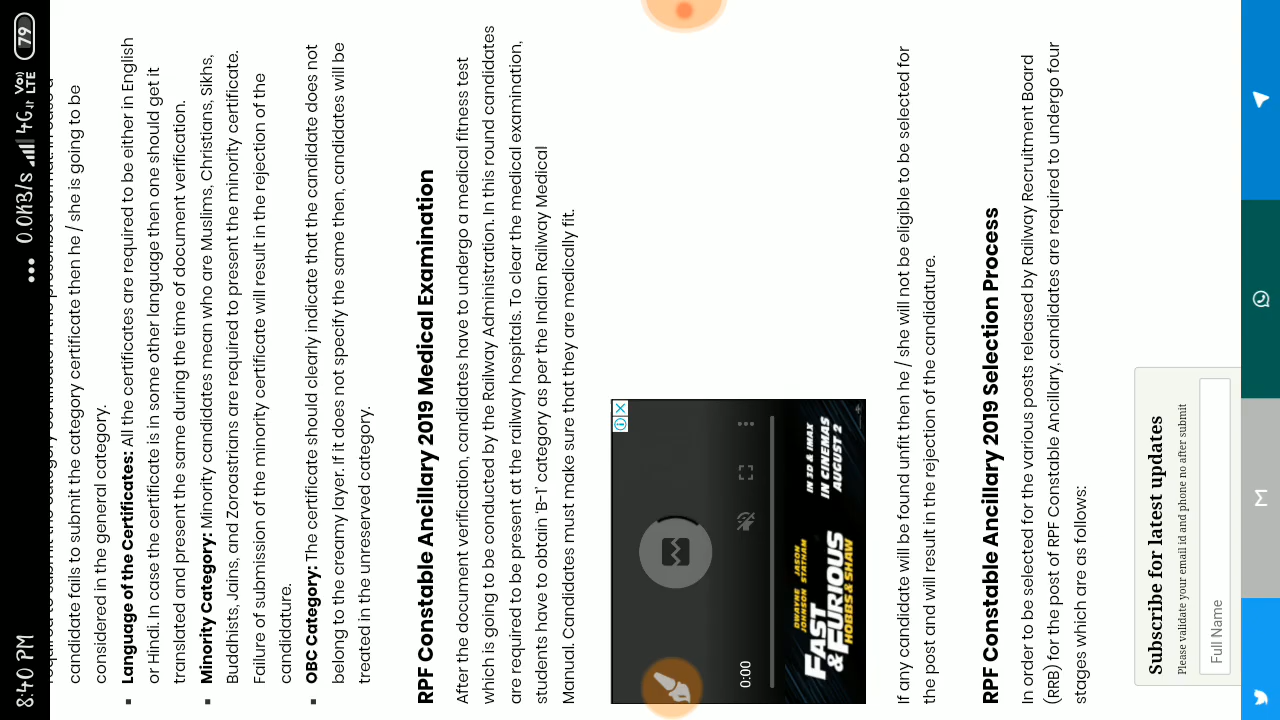 8:40 PM
... 0.0KB/s 4G Vo) LTE 79
candidate fails to submit the category certificate then he / she is going to be
considered in the general category.
▪ Language of the Certificates: All the certificates are required to be either in English
or Hindi. In case the certificate is in some other language then one should get it
translated and present the same during the time of document verification.
▪ Minority Category: Minority candidates mean who are Muslims, Christians, Sikhs,
Buddhists, Jains, and Zoroastrians are required to present the minority certificate.
Failure of submission of the minority certificate will result in the rejection of the
candidature.
▪ OBC Category: The certificate should clearly indicate that the candidate does not
belong to the creamy layer. If it does not specify the same then, candidates will be
treated in the unreserved category.
RPF Constable Ancillary 2019 Medical Examination
After the document verification, candidates have to undergo a medical fitness test
which is going to be conducted by the Railway Administration. In this round candidates
are required to be present at the railway hospitals. To clear the medical examination,
students have to obtain ‘B-1’ category as per the Indian Railway Medical
Manual. Candidates must make sure that they are medically fit.
0:00
DWAYNE JOHNSON
JASON STATHAM
FAST
& FURIOUS
HOBBS & SHAW
IN 3D & IMAX
IN CINEMAS
AUGUST 2
If any candidate will be found unfit then he / she will not be eligible to be selected for
the post and will result in the rejection of the candidature.
RPF Constable Ancillary 2019 Selection Process
In order to be selected for the various posts released by Railway Recruitment Board
(RRB) for the post of RPF Constable Ancillary, candidates are required to undergo four
stages which are as follows:
Subscribe for latest updates
Please validate your email id and phone no after submit
Full Name